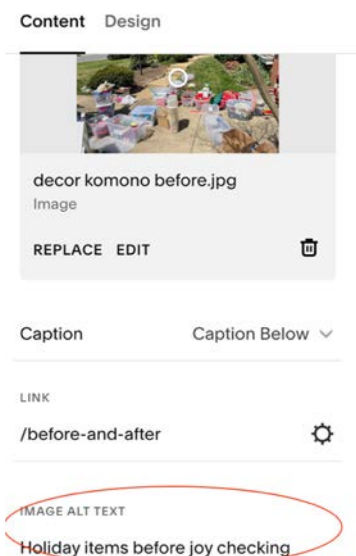 Content Design
decor komono before.jpg
Image
REPLACE EDIT
Caption Caption Below
LINK
/before-and-after
IMAGE ALT TEXT
Holiday items before joy checking